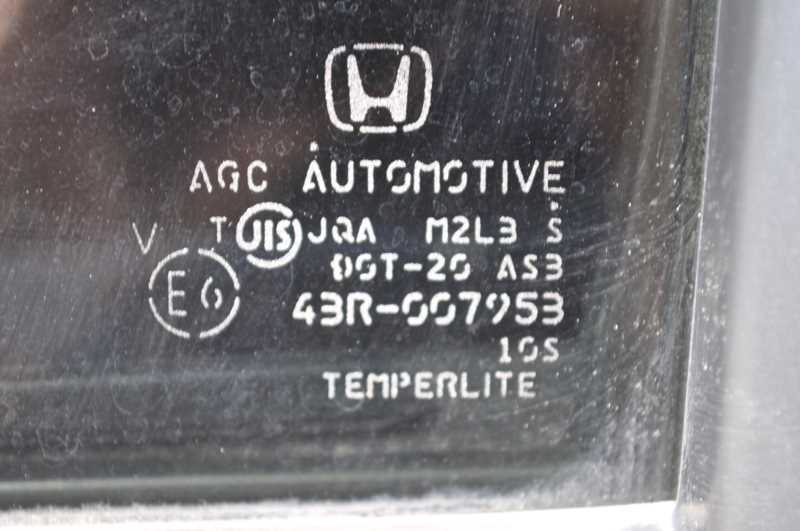 AGC AUTOMOTIVE
V T JIS JQA M2L3 S
DOT-20 AS3
E6 43R-007953
10S
TEMPERLITE